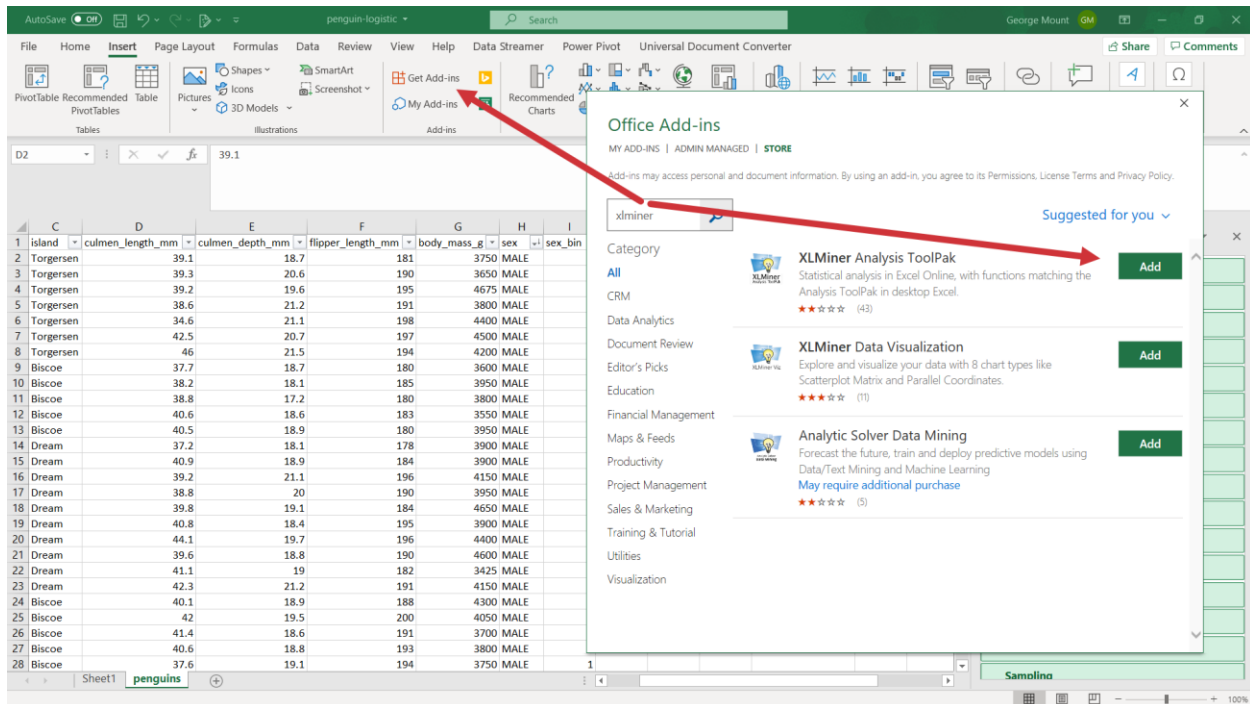 AutoSave Off penguin-logistic Search George Mount GM
File Home Insert Page Layout Formulas Data Review View Help Data Streamer Power Pivot Universal Document Converter Share Comments
PivotTable Recommended PivotTables Table
Tables
Pictures Shapes Icons 3D Models SmartArt Screenshot
Illustrations
Get Add-ins
My Add-ins
Add-ins
Recommended Charts
D2 fx 39.1
C D E F G H I
1 island culmen_length_mm culmen_depth_mm flipper_length_mm body_mass_g sex sex_bin
2 Torgersen 39.1 18.7 181 3750 MALE
3 Torgersen 39.3 20.6 190 3650 MALE
4 Torgersen 39.2 19.6 195 4675 MALE
5 Torgersen 38.6 21.2 191 3800 MALE
6 Torgersen 34.6 21.1 198 4400 MALE
7 Torgersen 42.5 20.7 197 4500 MALE
8 Torgersen 46 21.5 194 4200 MALE
9 Biscoe 37.7 18.7 180 3600 MALE
10 Biscoe 38.2 18.1 185 3950 MALE
11 Biscoe 38.8 17.2 180 3800 MALE
12 Biscoe 40.6 18.6 183 3550 MALE
13 Biscoe 40.5 18.9 180 3950 MALE
14 Dream 37.2 18.1 178 3900 MALE
15 Dream 40.9 18.9 184 3900 MALE
16 Dream 39.2 21.1 196 4150 MALE
17 Dream 38.8 20 190 3950 MALE
18 Dream 39.8 19.1 184 4650 MALE
19 Dream 40.8 18.4 195 3900 MALE
20 Dream 44.1 19.7 196 4400 MALE
21 Dream 39.6 18.8 190 4600 MALE
22 Dream 41.1 19 182 3425 MALE
23 Dream 42.3 21.2 191 4150 MALE
24 Biscoe 40.1 18.9 188 4300 MALE
25 Biscoe 42 19.5 200 4050 MALE
26 Biscoe 41.4 18.6 191 3700 MALE
27 Biscoe 40.6 18.8 193 3800 MALE
28 Biscoe 37.6 19.1 194 3750 MALE 1
Sheet1 penguins
Office Add-ins
MY ADD-INS | ADMIN MANAGED | STORE
Add-ins may access personal and document information. By using an add-in, you agree to its Permissions, License Terms and Privacy Policy.
xlminer
Suggested for you
Category
All
CRM
Data Analytics
Document Review
Editor's Picks
Education
Financial Management
Maps & Feeds
Productivity
Project Management
Sales & Marketing
Training & Tutorial
Utilities
Visualization
XLMiner Analysis ToolPak
Statistical analysis in Excel Online, with functions matching the
Analysis ToolPak in desktop Excel.
(43)
Add
XLMiner Data Visualization
Explore and visualize your data with 8 chart types like
Scatterplot Matrix and Parallel Coordinates.
(11)
Add
Analytic Solver Data Mining
Forecast the future, train and deploy predictive models using
Data/Text Mining and Machine Learning
May require additional purchase
(5)
Add
Sampling
100%